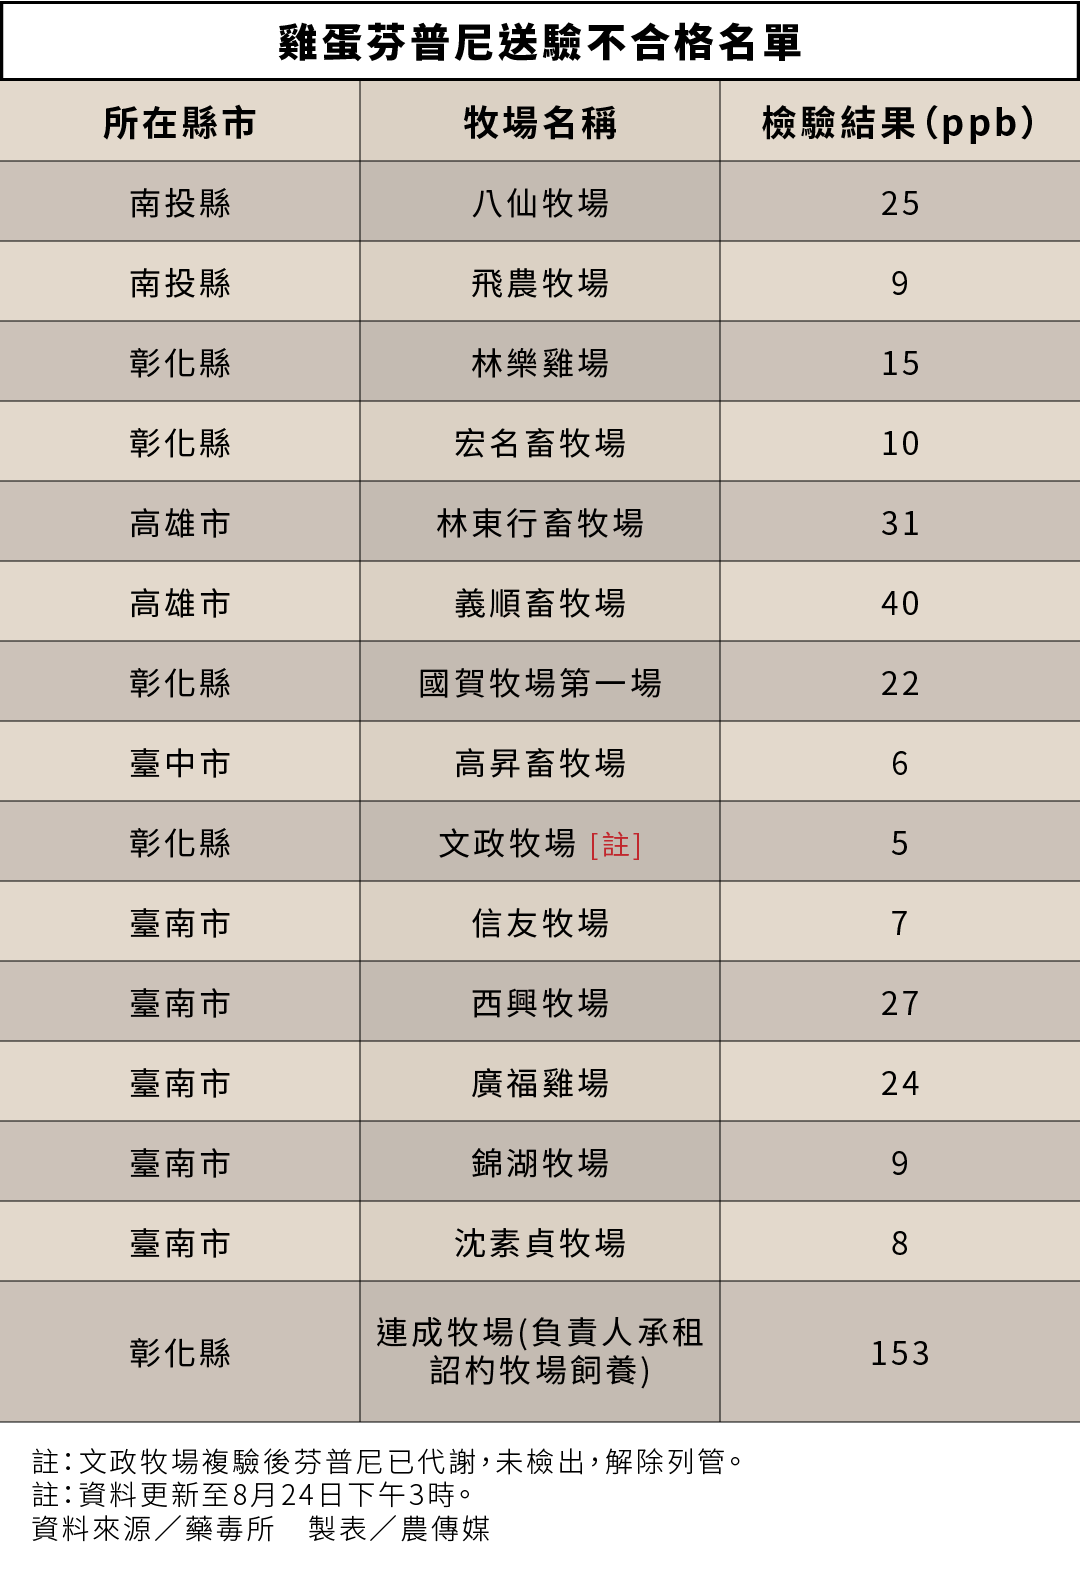 雞蛋芬普尼送驗不合格名單
所在縣市 牧場名稱 檢驗結果(ppb)
南投縣 八仙牧場 25
南投縣 飛農牧場 9
彰化縣 林樂雞場 15
彰化縣 宏名畜牧場 10
高雄市 林東行畜牧場 31
高雄市 義順畜牧場 40
彰化縣 國賀牧場第一場 22
臺中市 高昇畜牧場 6
彰化縣 文政牧場 [註] 5
臺南市 信友牧場 7
臺南市 西興牧場 27
臺南市 廣福雞場 24
臺南市 錦湖牧場 9
臺南市 沈素貞牧場 8
彰化縣 連成牧場(負責人承租
詔杓牧場飼養) 153
註：文政牧場複驗後芬普尼已代謝，未檢出，解除列管。
註：資料更新至8月24日下午3時。
資料來源／藥毒所　製表／農傳媒